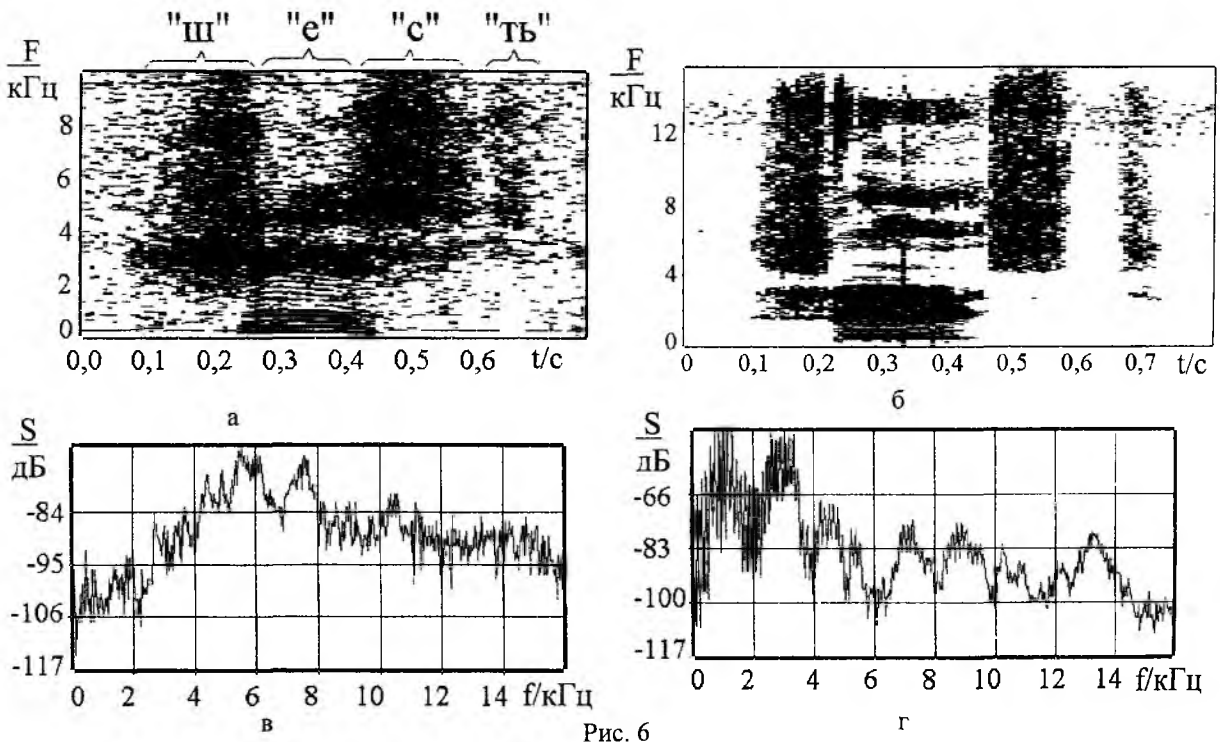 "ш" "е" "с" "ть"
F
кГц
8
6
4
2
0
0,0 0,1 0,2 0,3 0,4 0,5 0,6 t/c
а
F
кГц
12
8
4
0
0 0,1 0,2 0,3 0,4 0,5 0,6 0,7 t/c
б
S
дБ
-84
-95
-106
-117
0 2 4 6 8 10 12 14 f/кГц
в
S
дБ
-66
-83
-100
-117
0 2 4 6 8 10 12 14 f/кГц
г
Рис. 6